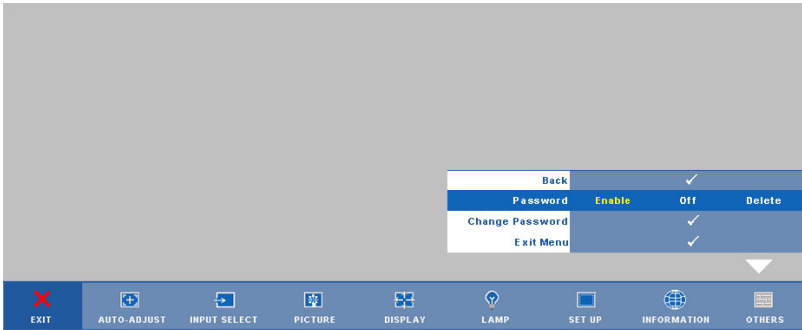 Back
Password Enable Off Delete
Change Password
Exit Menu
EXIT AUTO-ADJUST INPUT SELECT PICTURE DISPLAY LAMP SET UP INFORMATION OTHERS